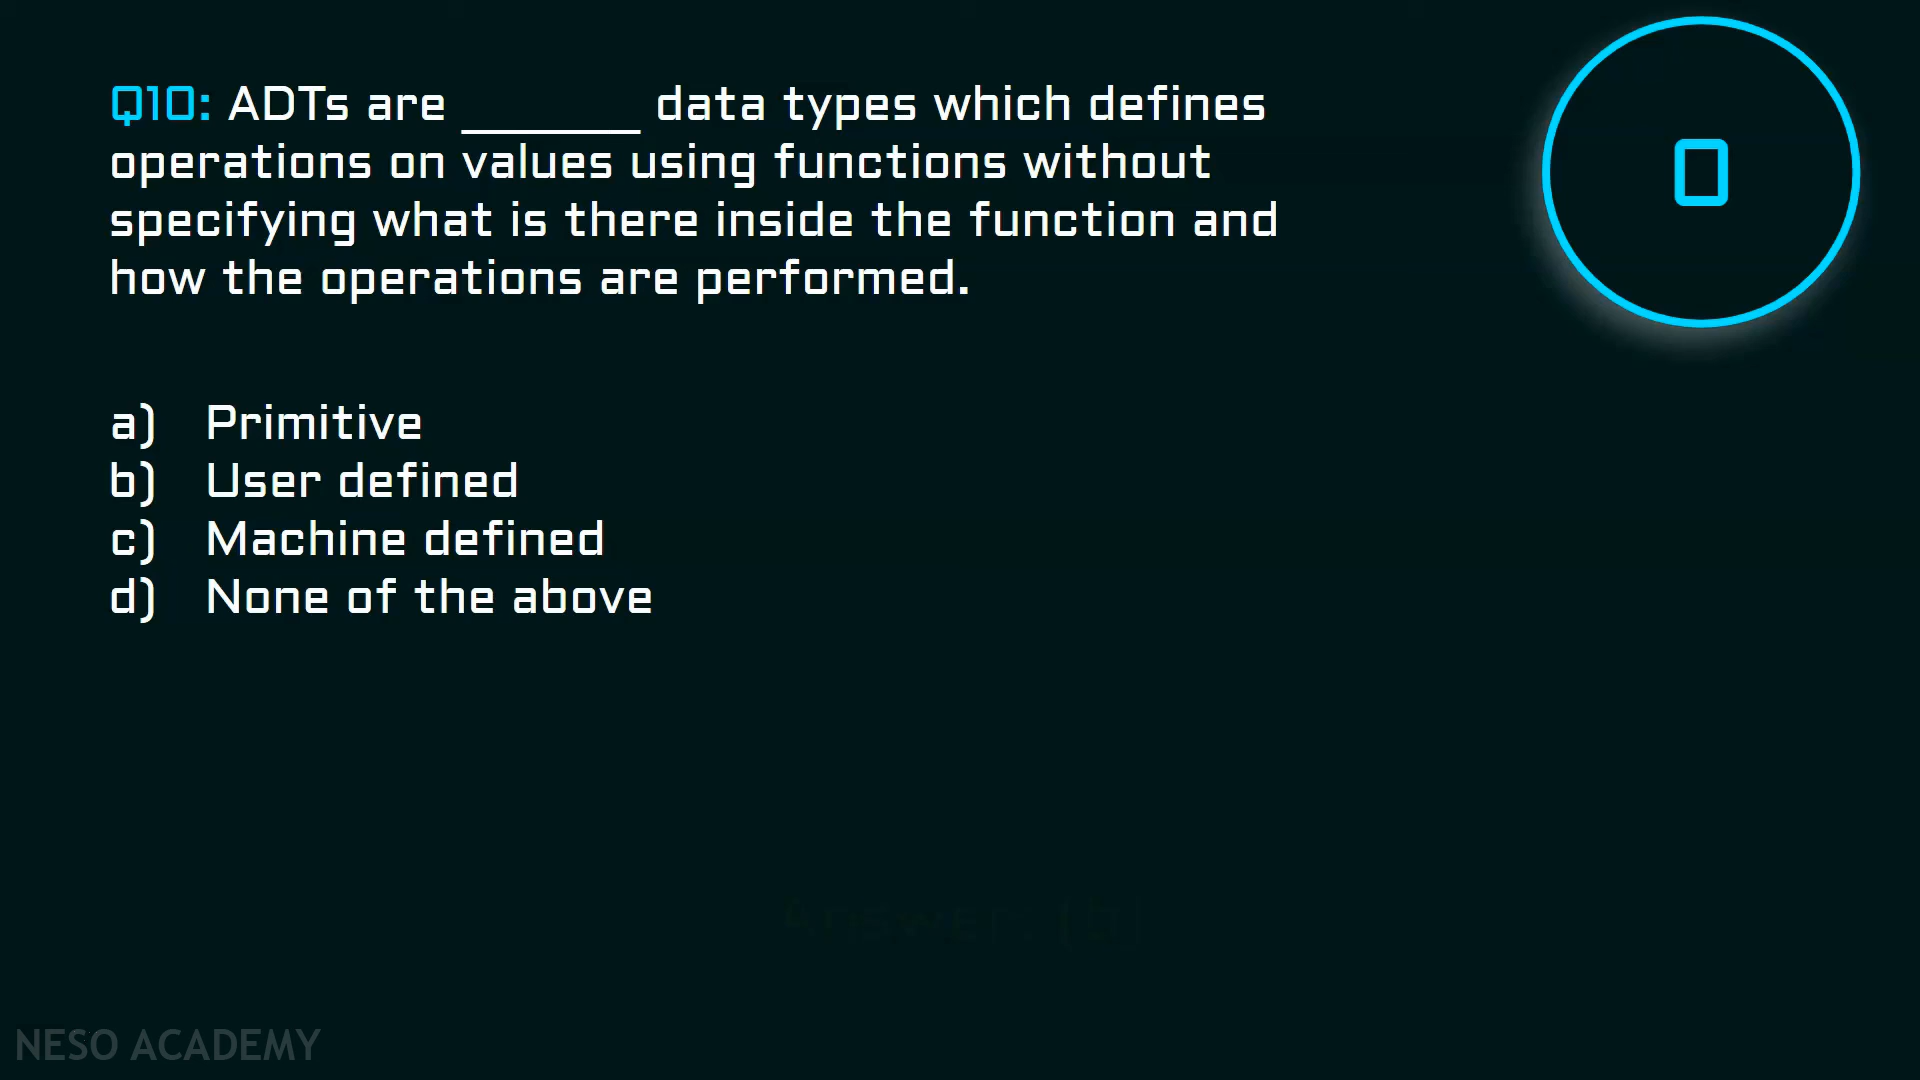 Q10: ADTs are _______ data types which defines
operations on values using functions without
specifying what is there inside the function and
how the operations are performed.
0
a) Primitive
b) User defined
c) Machine defined
d) None of the above
Answer: (b)
NESO ACADEMY